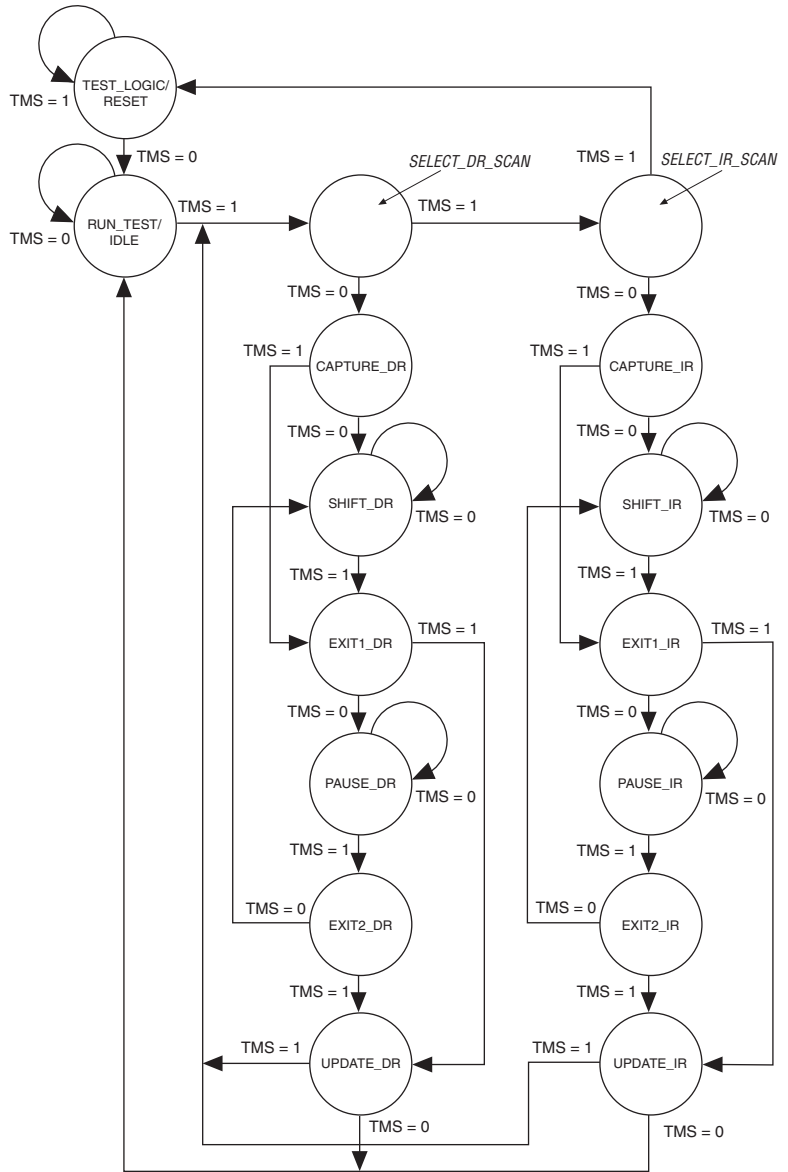 TEST_LOGIC/
RESET
TMS = 1
TMS = 0
SELECT_DR_SCAN
TMS = 1
SELECT_IR_SCAN
RUN_TEST/
IDLE
TMS = 0
TMS = 1
TMS = 1
TMS = 0
TMS = 0
TMS = 1
CAPTURE_DR
TMS = 1
CAPTURE_IR
TMS = 0
TMS = 0
SHIFT_DR
TMS = 0
SHIFT_IR
TMS = 0
TMS = 1
TMS = 1
EXIT1_DR
TMS = 1
EXIT1_IR
TMS = 1
TMS = 0
TMS = 0
PAUSE_DR
TMS = 0
PAUSE_IR
TMS = 0
TMS = 1
TMS = 1
TMS = 0
EXIT2_DR
TMS = 0
EXIT2_IR
TMS = 1
TMS = 1
TMS = 1
UPDATE_DR
TMS = 1
UPDATE_IR
TMS = 0
TMS = 0